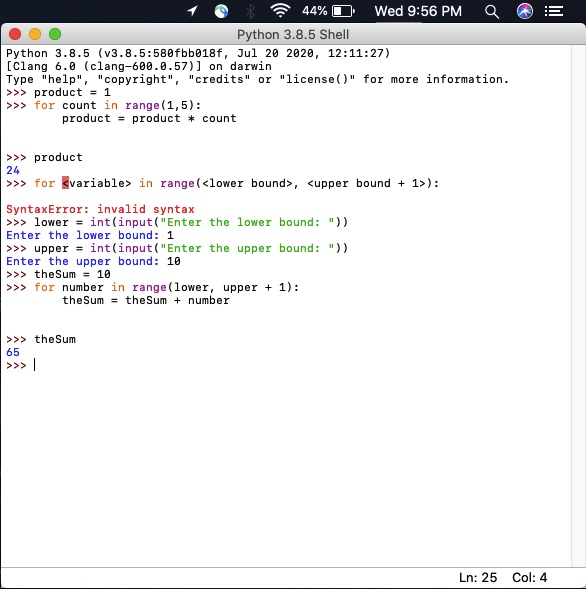 44% Wed 9:56 PM
Python 3.8.5 Shell
Python 3.8.5 (v3.8.5:580fbb018f, Jul 20 2020, 12:11:27)
[Clang 6.0 (clang-600.0.57)] on darwin
Type "help", "copyright", "credits" or "license()" for more information.
>>> product = 1
>>> for count in range(1,5):
        product = product * count
>>> product
24
>>> for <variable> in range(<lower bound>, <upper bound + 1>):
SyntaxError: invalid syntax
>>> lower = int(input("Enter the lower bound: "))
Enter the lower bound: 1
>>> upper = int(input("Enter the upper bound: "))
Enter the upper bound: 10
>>> theSum = 10
>>> for number in range(lower, upper + 1):
        theSum = theSum + number
>>> theSum
65
>>>
Ln: 25 Col: 4